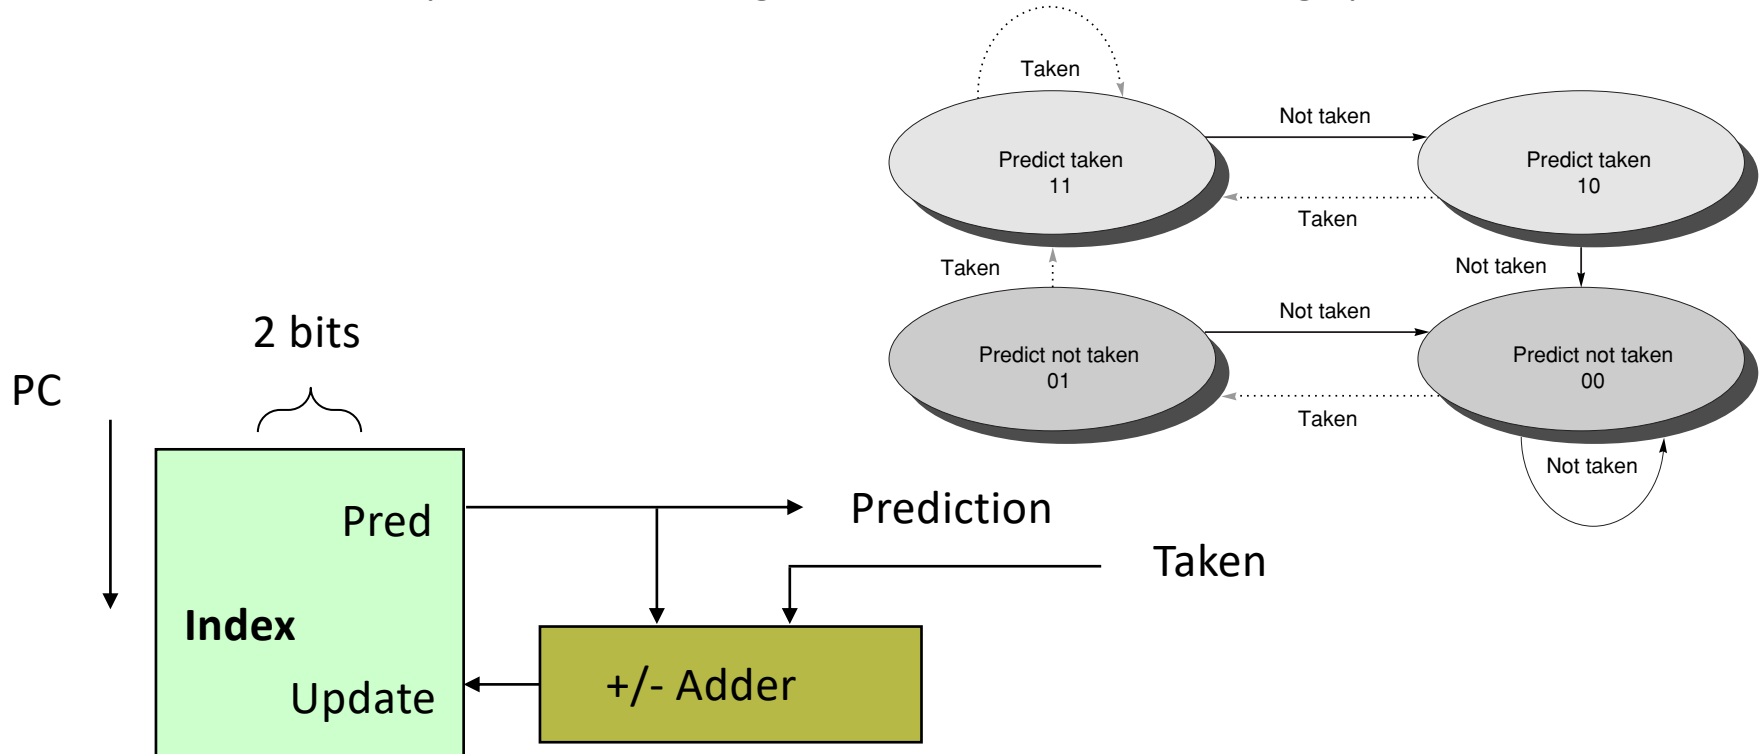 Taken
Not taken
Predict taken
11
Predict taken
10
Taken
Taken
Not taken
Not taken
Predict not taken
01
Predict not taken
00
Taken
Not taken
2 bits
PC
Pred
Prediction
Taken
Index
+/- Adder
Update